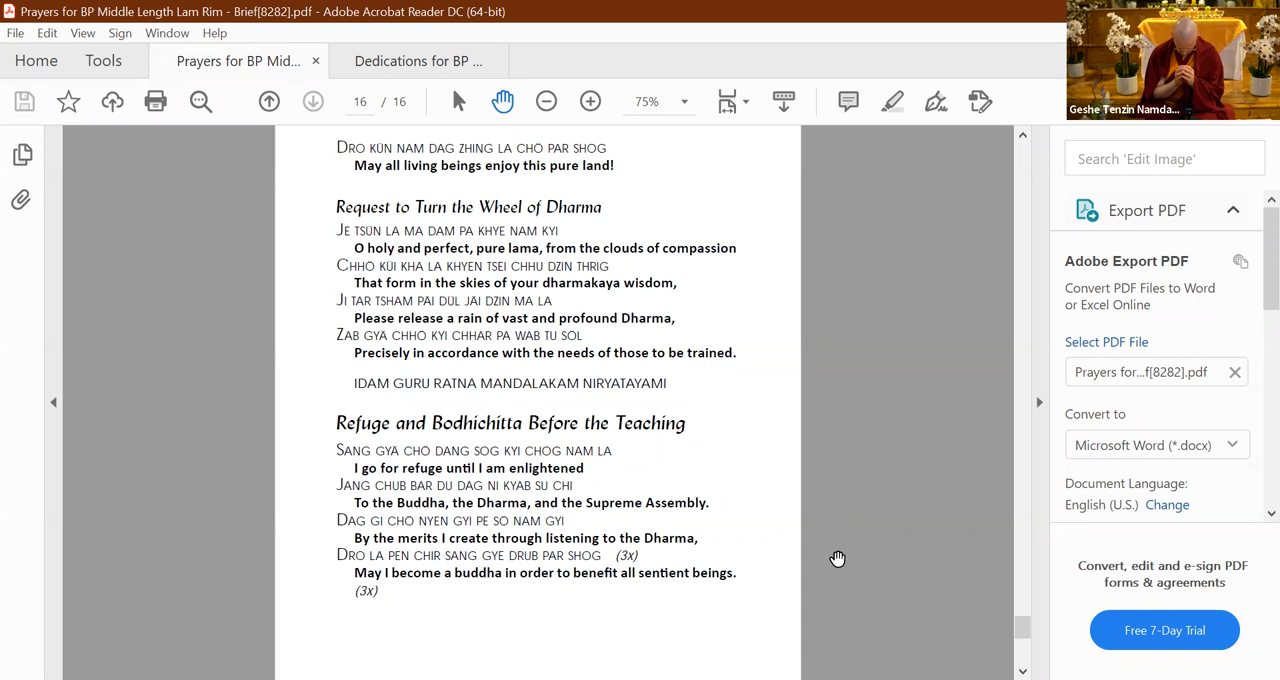 Prayers for BP Middle Length Lam Rim - Brief[8282].pdf - Adobe Acrobat Reader DC (64-bit)
File Edit View Sign Window Help
Home Tools Prayers for BP Mid... × Dedications for BP ...
16 / 16 75%
Geshe Tenzin Namda...
DRO KÜN NAM DAG ZHING LA CHÖ PAR SHOG
May all living beings enjoy this pure land!
Request to Turn the Wheel of Dharma
JE TSÜN LA MA DAM PA KHYE NAM KYI
O holy and perfect, pure lama, from the clouds of compassion
CHHÖ KÜI KHA LA KHYEN TSEI CHHU DZIN THRIG
That form in the skies of your dharmakaya wisdom,
JI TAR TSHAM PÄI DÜL JÄI DZIN MA LA
Please release a rain of vast and profound Dharma,
ZAB GYÄ CHHÖ KYI CHHAR PA WAB TU SÖL
Precisely in accordance with the needs of those to be trained.
IDAM GURU RATNA MANDALAKAM NIRYATAYAMI
Refuge and Bodhichitta Before the Teaching
SANG GYÄ CHÖ DANG SOG KYI CHOG NAM LA
I go for refuge until I am enlightened
JANG CHUB BAR DU DAG NI KYAB SU CHI
To the Buddha, the Dharma, and the Supreme Assembly.
DAG GI CHÖ NYEN GYI PE SO NAM GYI
By the merits I create through listening to the Dharma,
DRO LA PEN CHIR SANG GYE DRUB PAR SHOG (3x)
May I become a buddha in order to benefit all sentient beings.
(3x)
Search 'Edit Image'
Export PDF
Adobe Export PDF
Convert PDF Files to Word
or Excel Online
Select PDF File
Prayers for...f[8282].pdf
Convert to
Microsoft Word (*.docx)
Document Language:
English (U.S.) Change
Convert, edit and e-sign PDF
forms & agreements
Free 7-Day Trial